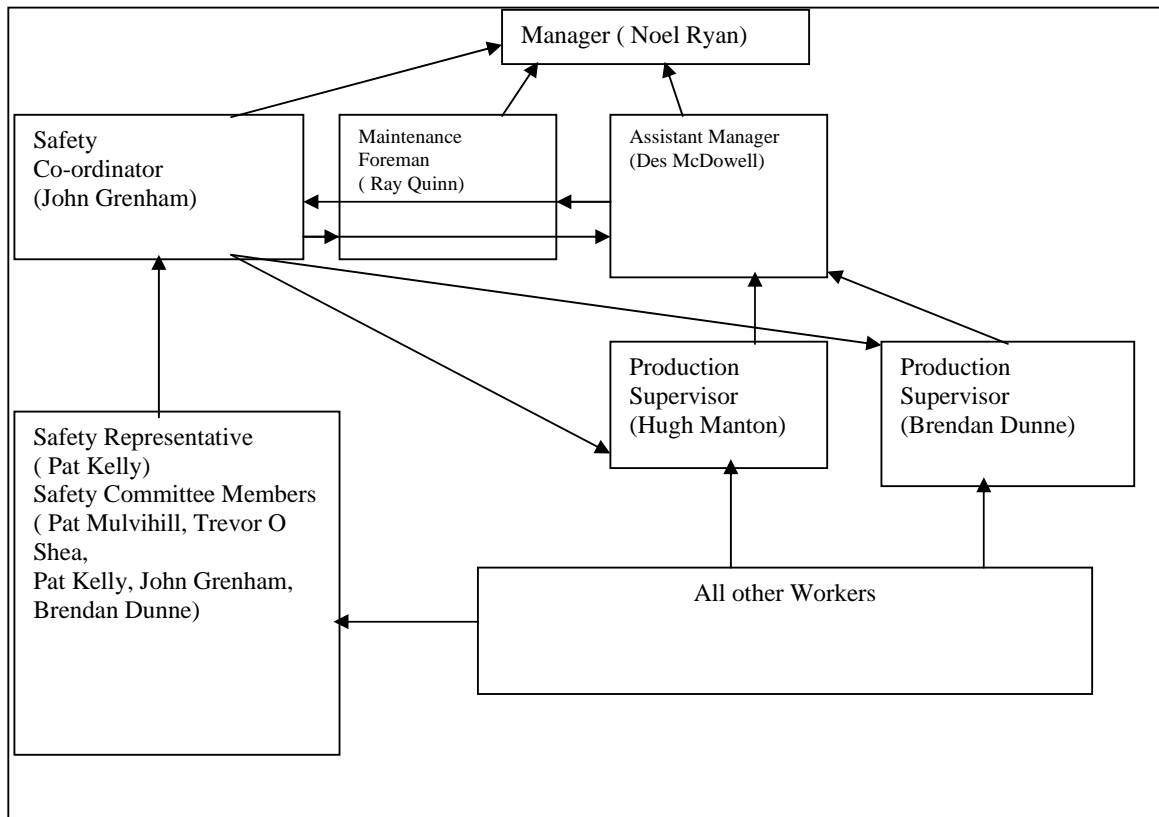 Manager ( Noel Ryan)
Safety
Co-ordinator
(John Grenham)
Maintenance
Foreman
( Ray Quinn)
Assistant Manager
(Des McDowell)
Production
Supervisor
(Hugh Manton)
Production
Supervisor
(Brendan Dunne)
Safety Representative
( Pat Kelly)
Safety Committee Members
( Pat Mulvihill, Trevor O
Shea,
Pat Kelly, John Grenham,
Brendan Dunne)
All other Workers